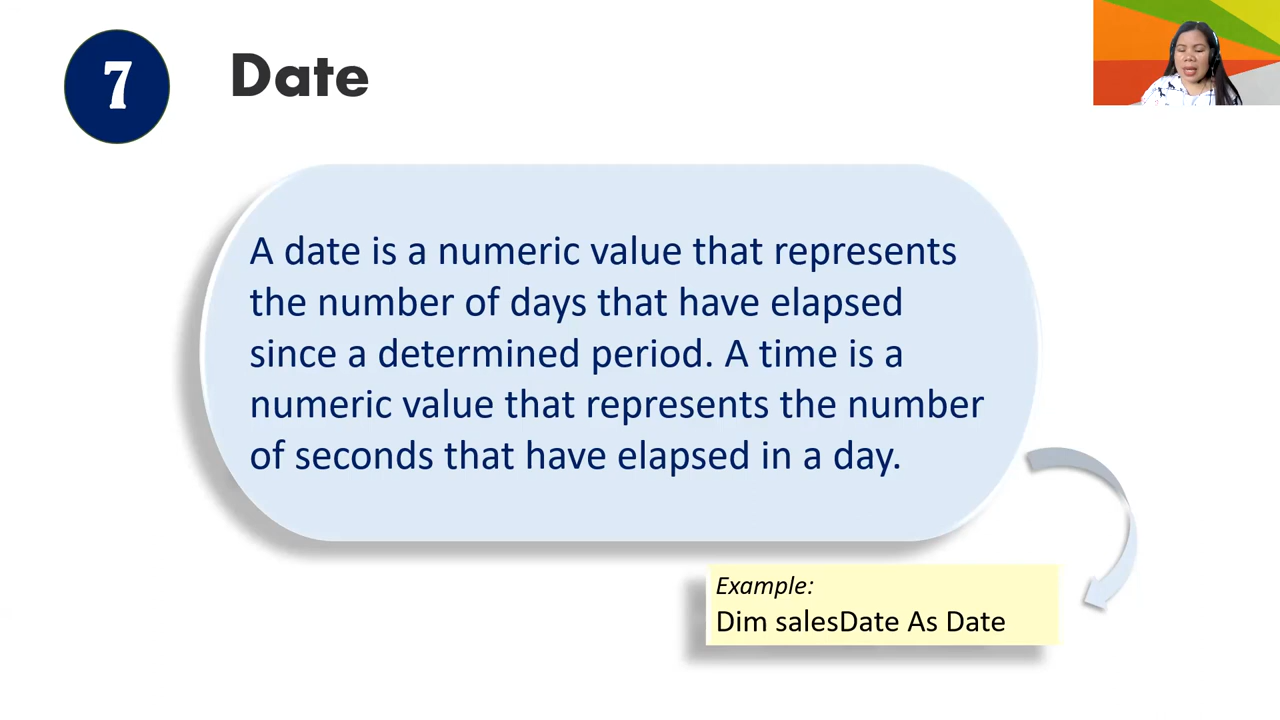 7
Date
A date is a numeric value that represents
the number of days that have elapsed
since a determined period. A time is a
numeric value that represents the number
of seconds that have elapsed in a day.
Example:
Dim salesDate As Date